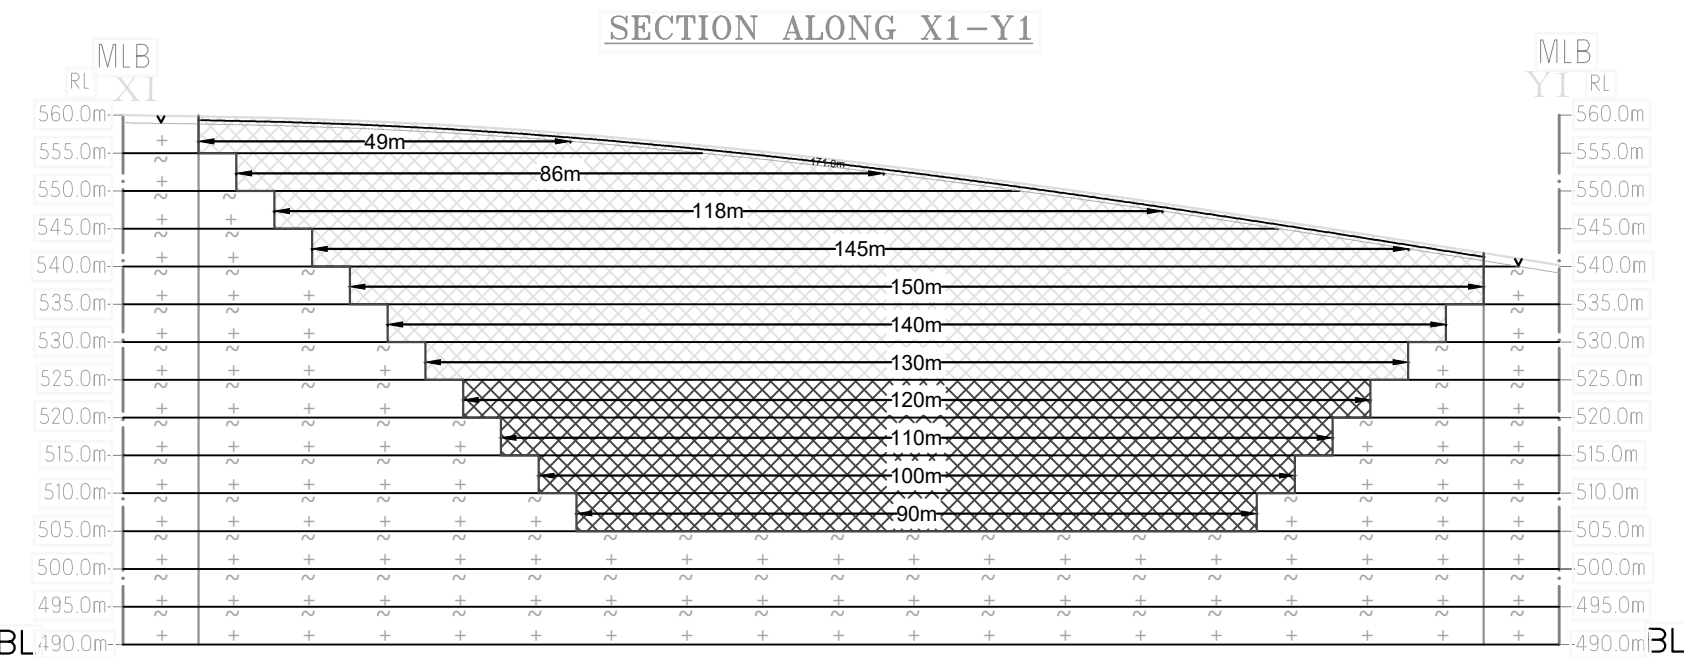 SECTION ALONG X1-Y1
MLB
MLB
RL
X1
Y1
RL
560.0m
560.0m
49m
555.0m
555.0m
171.8m
86m
550.0m
550.0m
118m
545.0m
545.0m
145m
540.0m
540.0m
150m
535.0m
535.0m
140m
530.0m
530.0m
130m
525.0m
525.0m
120m
520.0m
520.0m
110m
515.0m
515.0m
100m
510.0m
510.0m
90m
505.0m
505.0m
500.0m
500.0m
495.0m
495.0m
BL
490.0m
490.0m
BL